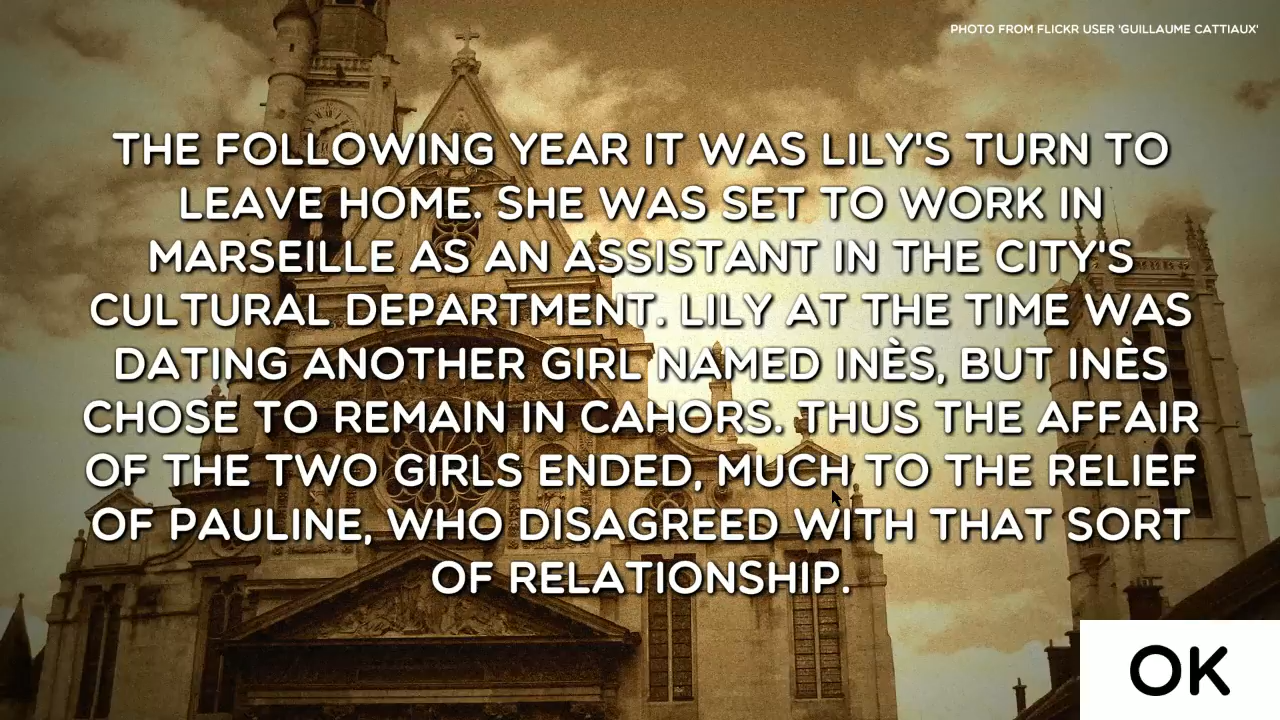 PHOTO FROM FLICKR USER 'GUILLAUME CATTIAUX'
THE FOLLOWING YEAR IT WAS LILY'S TURN TO
LEAVE HOME. SHE WAS SET TO WORK IN
MARSEILLE AS AN ASSISTANT IN THE CITY'S
CULTURAL DEPARTMENT. LILY AT THE TIME WAS
DATING ANOTHER GIRL NAMED INÈS, BUT INÈS
CHOSE TO REMAIN IN CAHORS. THUS THE AFFAIR
OF THE TWO GIRLS ENDED, MUCH TO THE RELIEF
OF PAULINE, WHO DISAGREED WITH THAT SORT
OF RELATIONSHIP.
OK